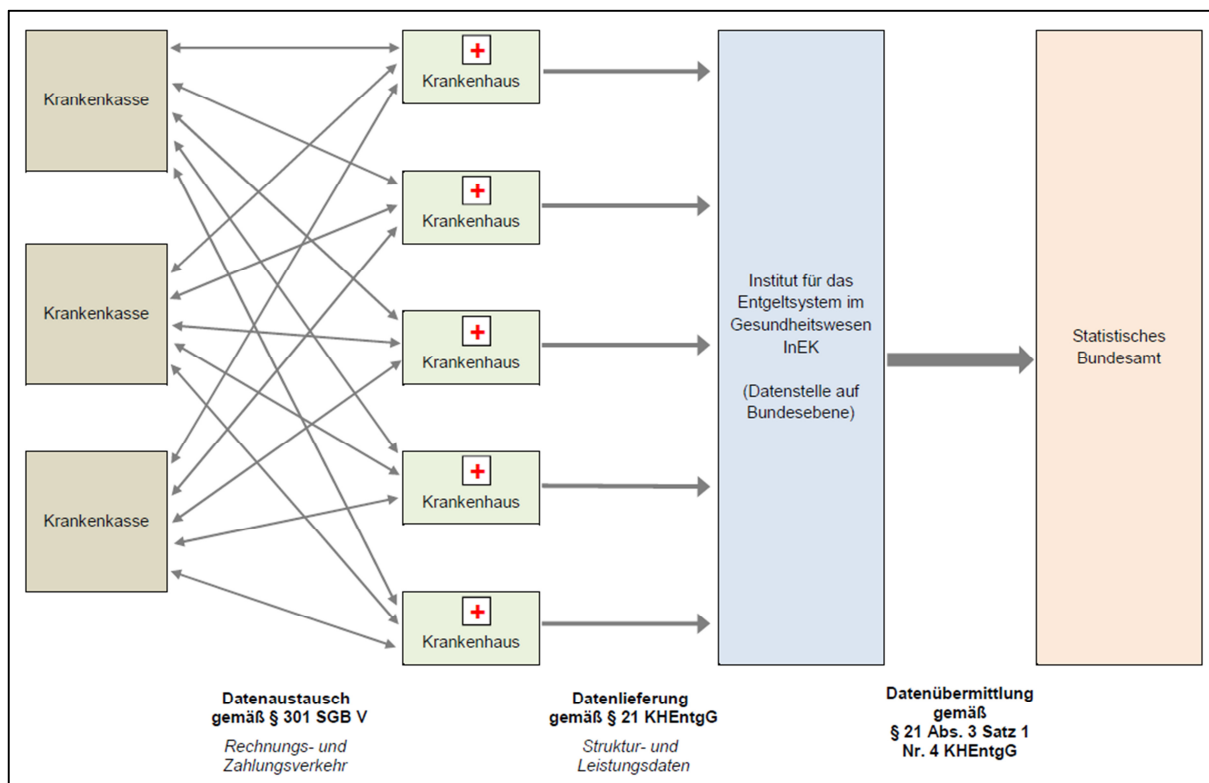 Krankenkasse
Krankenkasse
Krankenkasse
Krankenhaus
Krankenhaus
Krankenhaus
Krankenhaus
Krankenhaus
Institut für das
Entgeltsystem im
Gesundheitswesen
InEK
(Datenstelle auf
Bundesebene)
Statistisches
Bundesamt
Datenaustausch
gemäß § 301 SGB V
Rechnungs- und
Zahlungsverkehr
Datenlieferung
gemäß § 21 KHEntgG
Struktur- und
Leistungsdaten
Datenübermittlung
gemäß
§ 21 Abs. 3 Satz 1
Nr. 4 KHEntgG